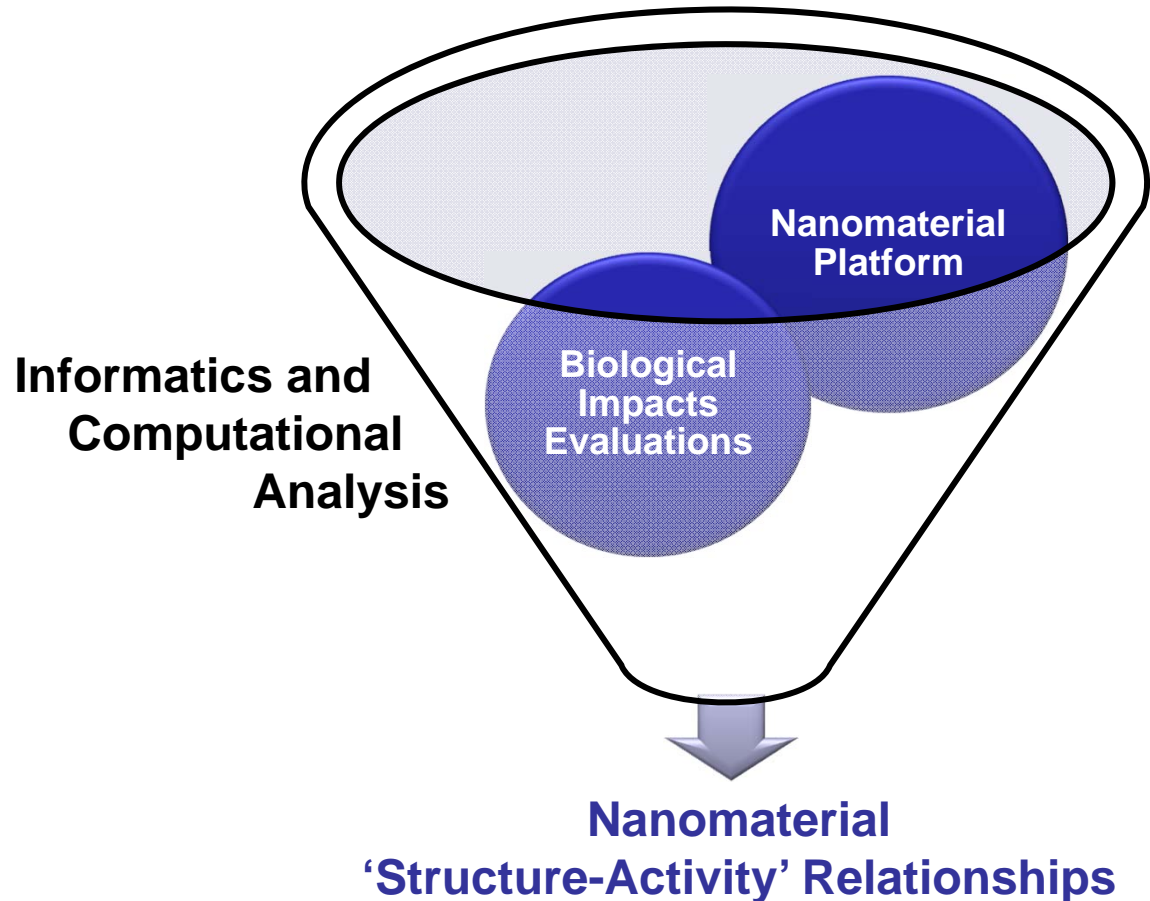 Nanomaterial
Platform
Biological
Impacts
Evaluations
Informatics and
Computational
Analysis
Nanomaterial
‘Structure-Activity’ Relationships